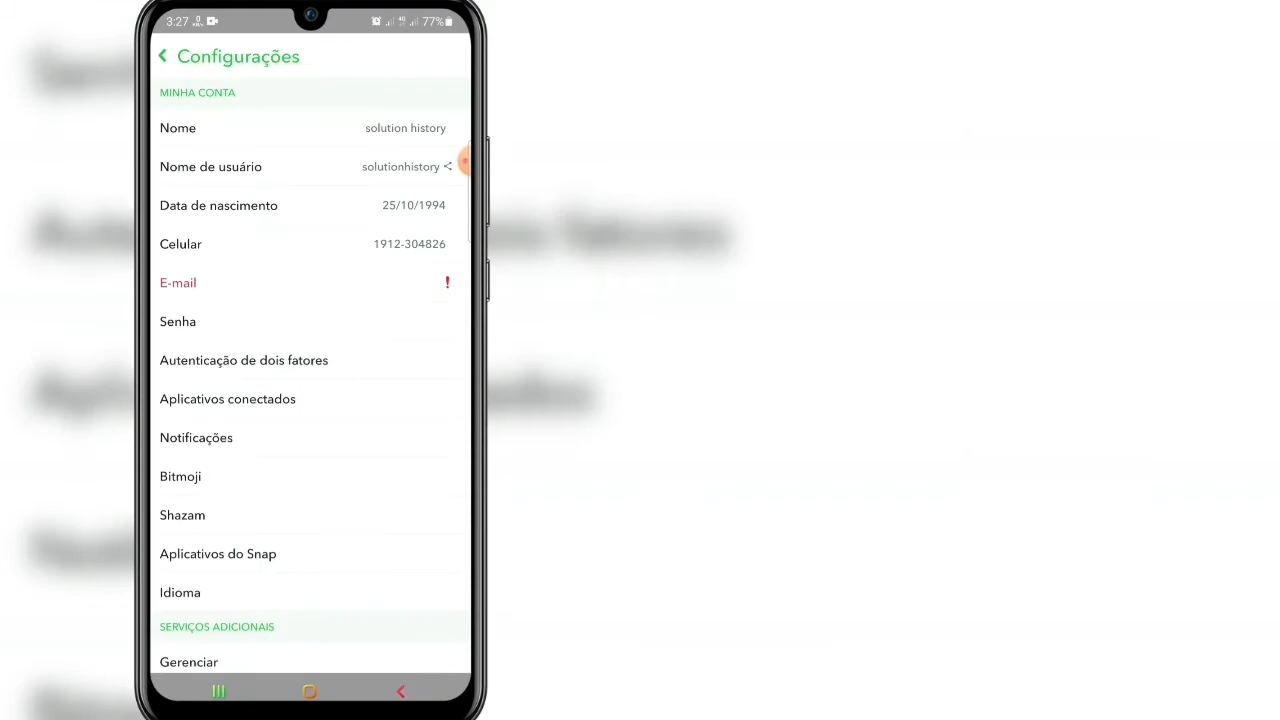 3:27 77%
Configurações
MINHA CONTA
Nome solution history
Nome de usuário solutionhistory
Data de nascimento 25/10/1994
Celular 1912-304826
E-mail !
Senha
Autenticação de dois fatores
Aplicativos conectados
Notificações
Bitmoji
Shazam
Aplicativos do Snap
Idioma
SERVIÇOS ADICIONAIS
Gerenciar